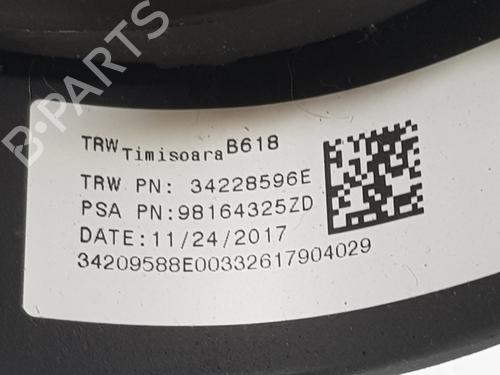 B-PARTS
TRW Timisoara B618
TRW PN: 34228596E
PSA PN:98164325ZD
DATE:11/24/2017
34209588E00332617904029